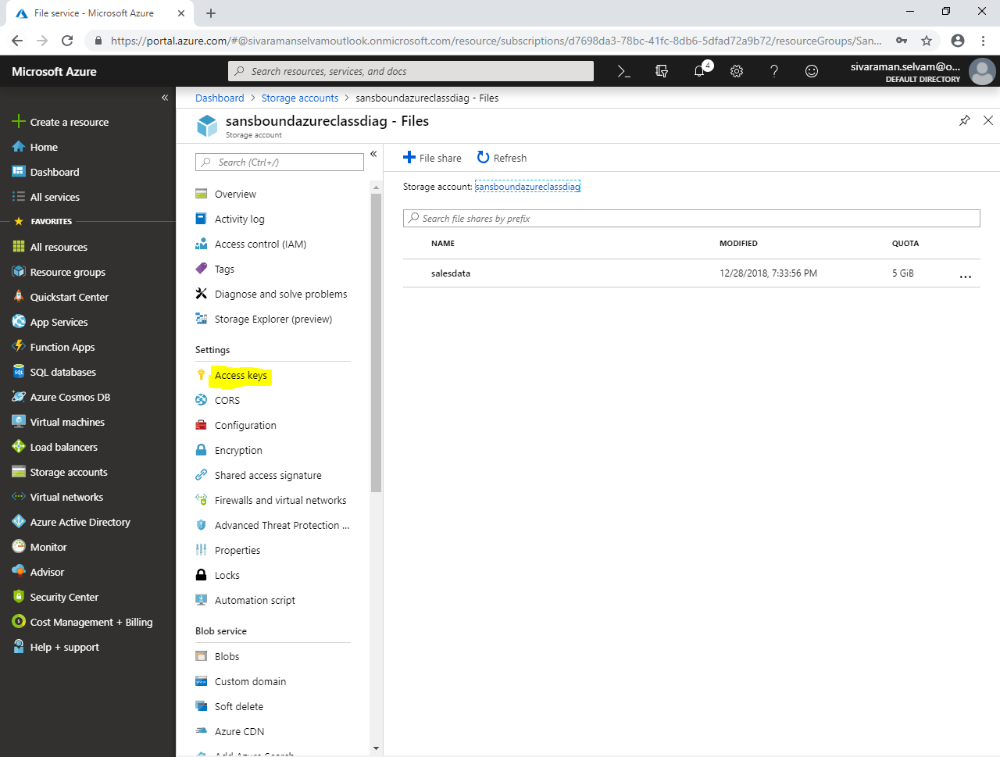 File service - Microsoft Azure
https://portal.azure.com/#@sivaramanselvamoutlook.onmicrosoft.com/resource/subscriptions/d7698da3-78bc-41fc-8db6-5dfad72a9b72/resourceGroups/San...
Microsoft Azure
Search resources, services, and docs
4
sivaraman.selvam@o...
DEFAULT DIRECTORY
Create a resource
Home
Dashboard
All services
FAVORITES
All resources
Resource groups
Quickstart Center
App Services
Function Apps
SQL databases
Azure Cosmos DB
Virtual machines
Load balancers
Storage accounts
Virtual networks
Azure Active Directory
Monitor
Advisor
Security Center
Cost Management + Billing
Help + support
Dashboard > Storage accounts > sansboundazureclassdiag - Files
sansboundazureclassdiag - Files
Storage account
Search (Ctrl+/)
Overview
Activity log
Access control (IAM)
Tags
Diagnose and solve problems
Storage Explorer (preview)
Settings
Access keys
CORS
Configuration
Encryption
Shared access signature
Firewalls and virtual networks
Advanced Threat Protection ...
Properties
Locks
Automation script
Blob service
Blobs
Custom domain
Soft delete
Azure CDN
Add Azure Search
File share
Refresh
Storage account: sansboundazureclassdiag
Search file shares by prefix
NAME MODIFIED QUOTA
salesdata 12/28/2018, 7:33:56 PM 5 GiB ...